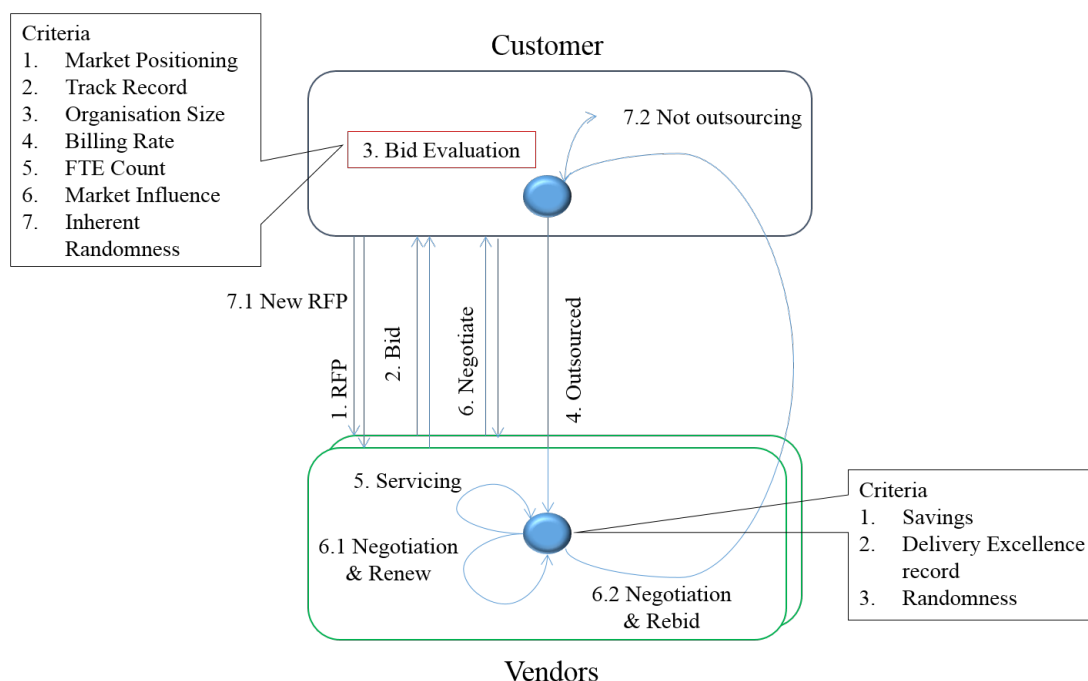 Criteria
1. Market Positioning
2. Track Record
3. Organisation Size
4. Billing Rate
5. FTE Count
6. Market Influence
7. Inherent
Randomness
Customer
7.2 Not outsourcing
3. Bid Evaluation
7.1 New RFP
1. RFP
2. Bid
6. Negotiate
4. Outsourced
5. Servicing
6.1 Negotiation
& Renew
6.2 Negotiation
& Rebid
Criteria
1. Savings
2. Delivery Excellence
record
3. Randomness
Vendors